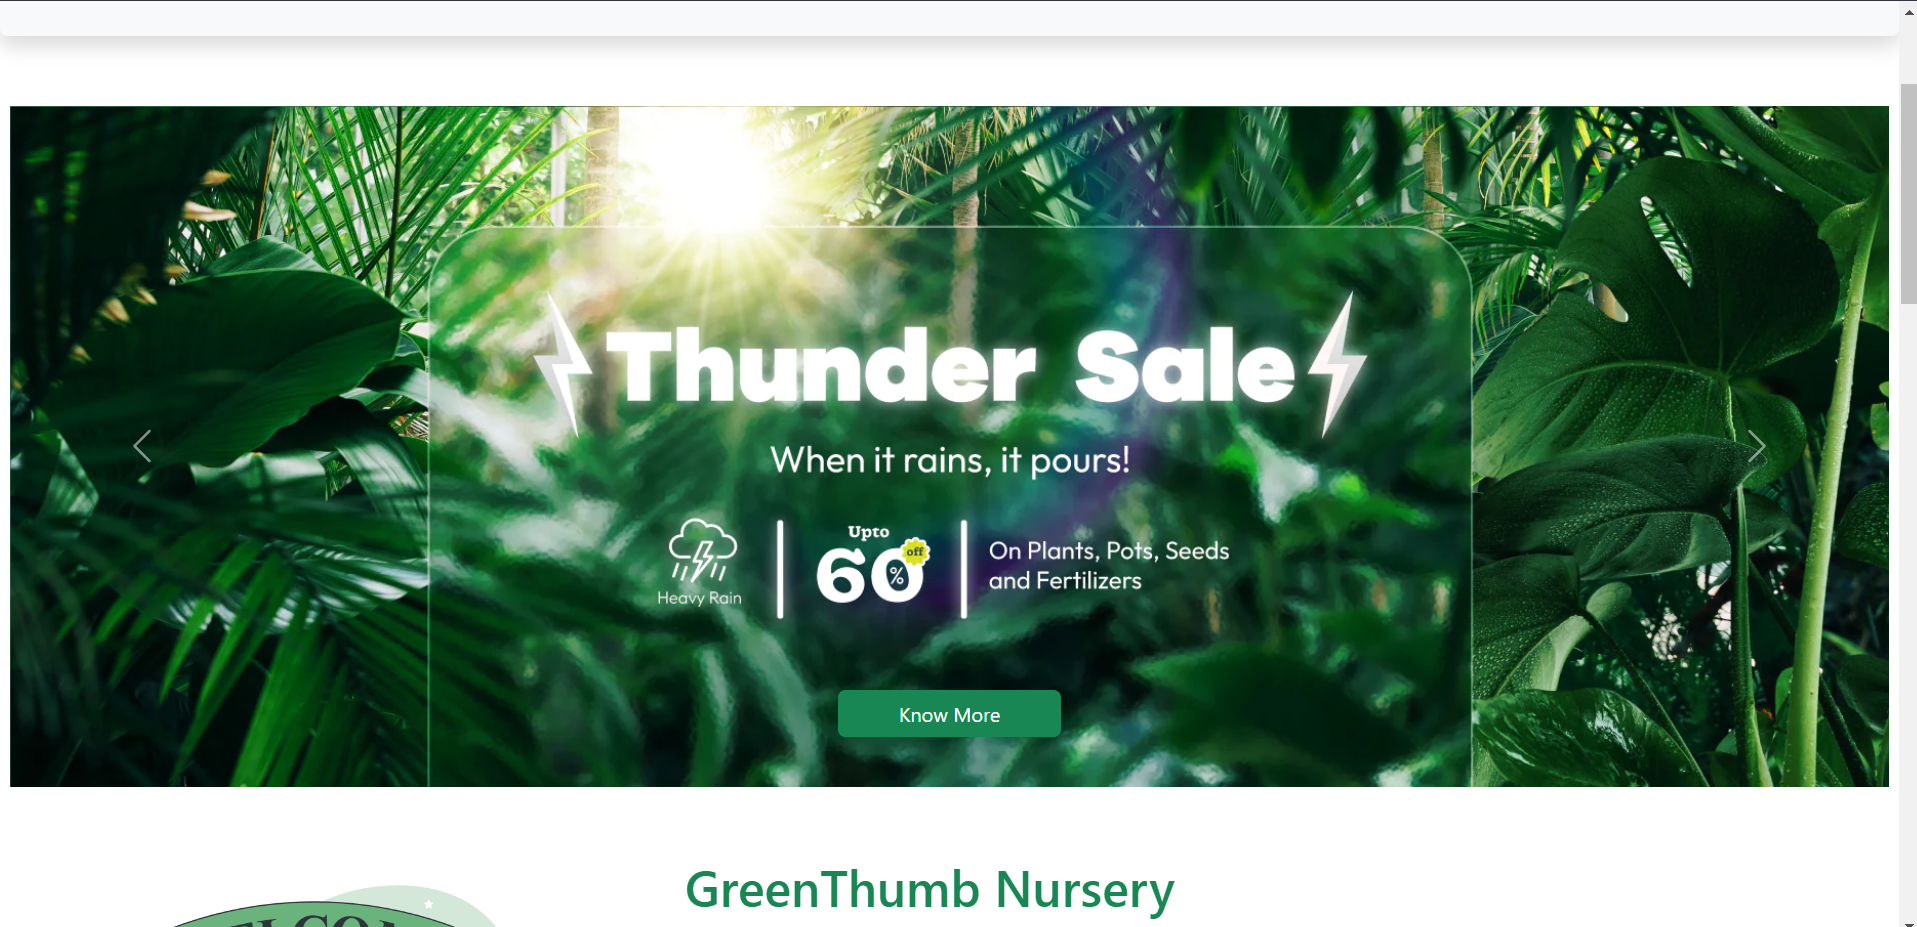 Thunder Sale
When it rains, it pours!
Heavy Rain
Upto
60%
off
On Plants, Pots, Seeds
and Fertilizers
Know More
GreenThumb Nursery